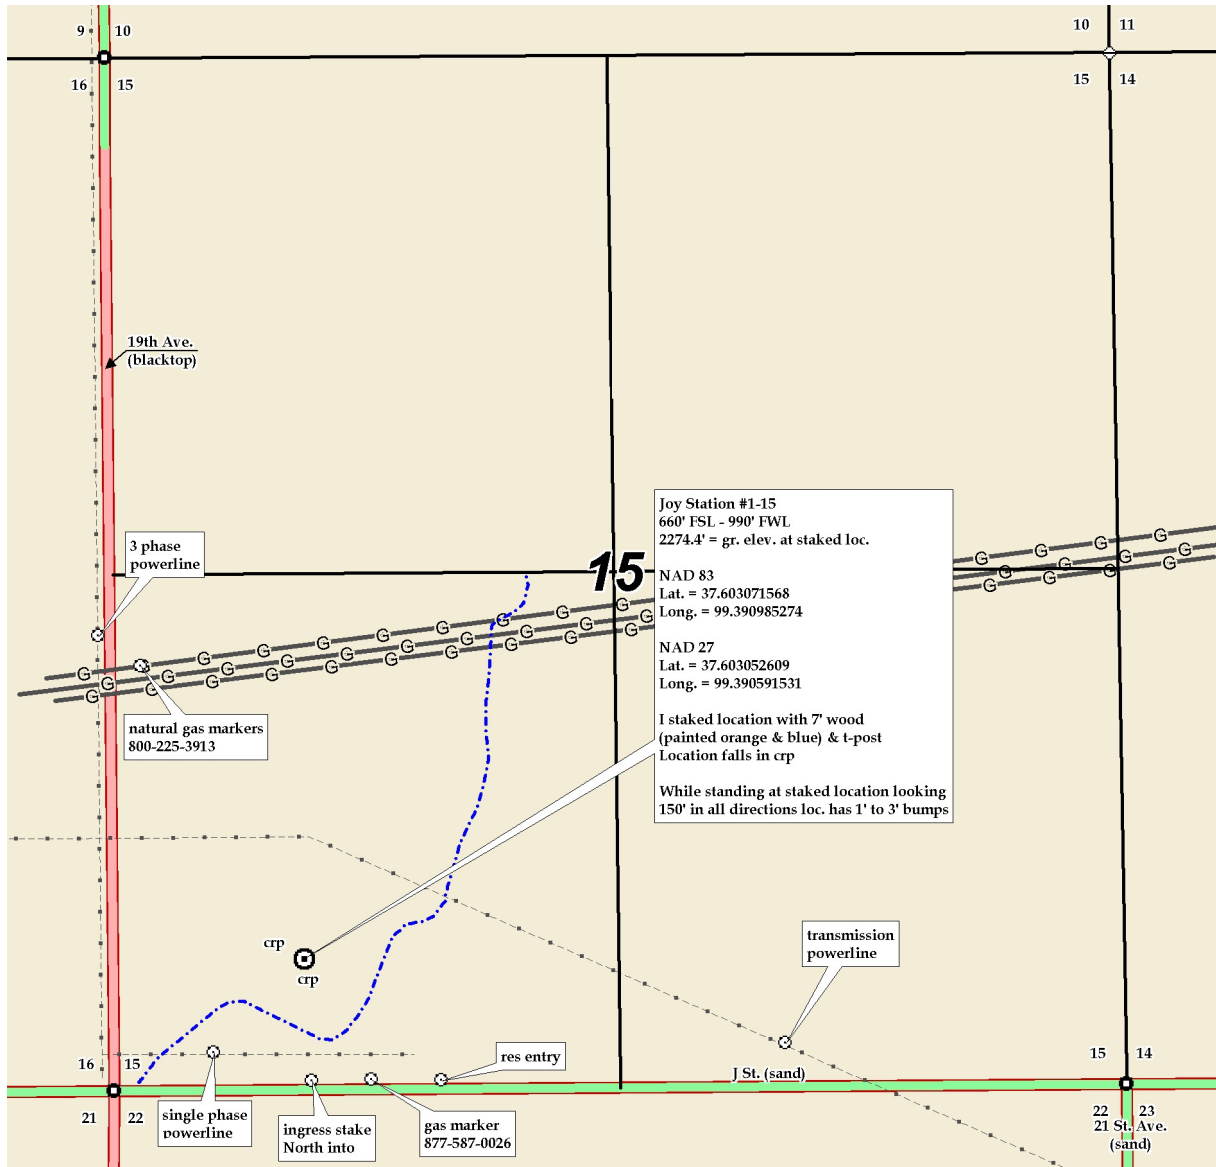 9 10
10 11
16 15
15 14
19th Ave.
(blacktop)
Joy Station #1-15
660' FSL - 990' FWL
2274.4' = gr. elev. at staked loc.
NAD 83
Lat. = 37.603071568
Long. = 99.390985274
NAD 27
Lat. = 37.603052609
Long. = 99.390591531
I staked location with 7' wood
(painted orange & blue) & t-post
Location falls in crp
While standing at staked location looking
150' in all directions loc. has 1' to 3' bumps
3 phase
powerline
15
G G G G G G G G G G
G G G G G G G G G G
G G G G G G G G G G
G G G G
G G G
G G G G
natural gas markers
800-225-3913
crp
crp
transmission
powerline
16 15
15 14
res entry
J St. (sand)
21 22
22 23
single phase
powerline
ingress stake
North into
gas marker
877-587-0026
21 St. Ave.
(sand)